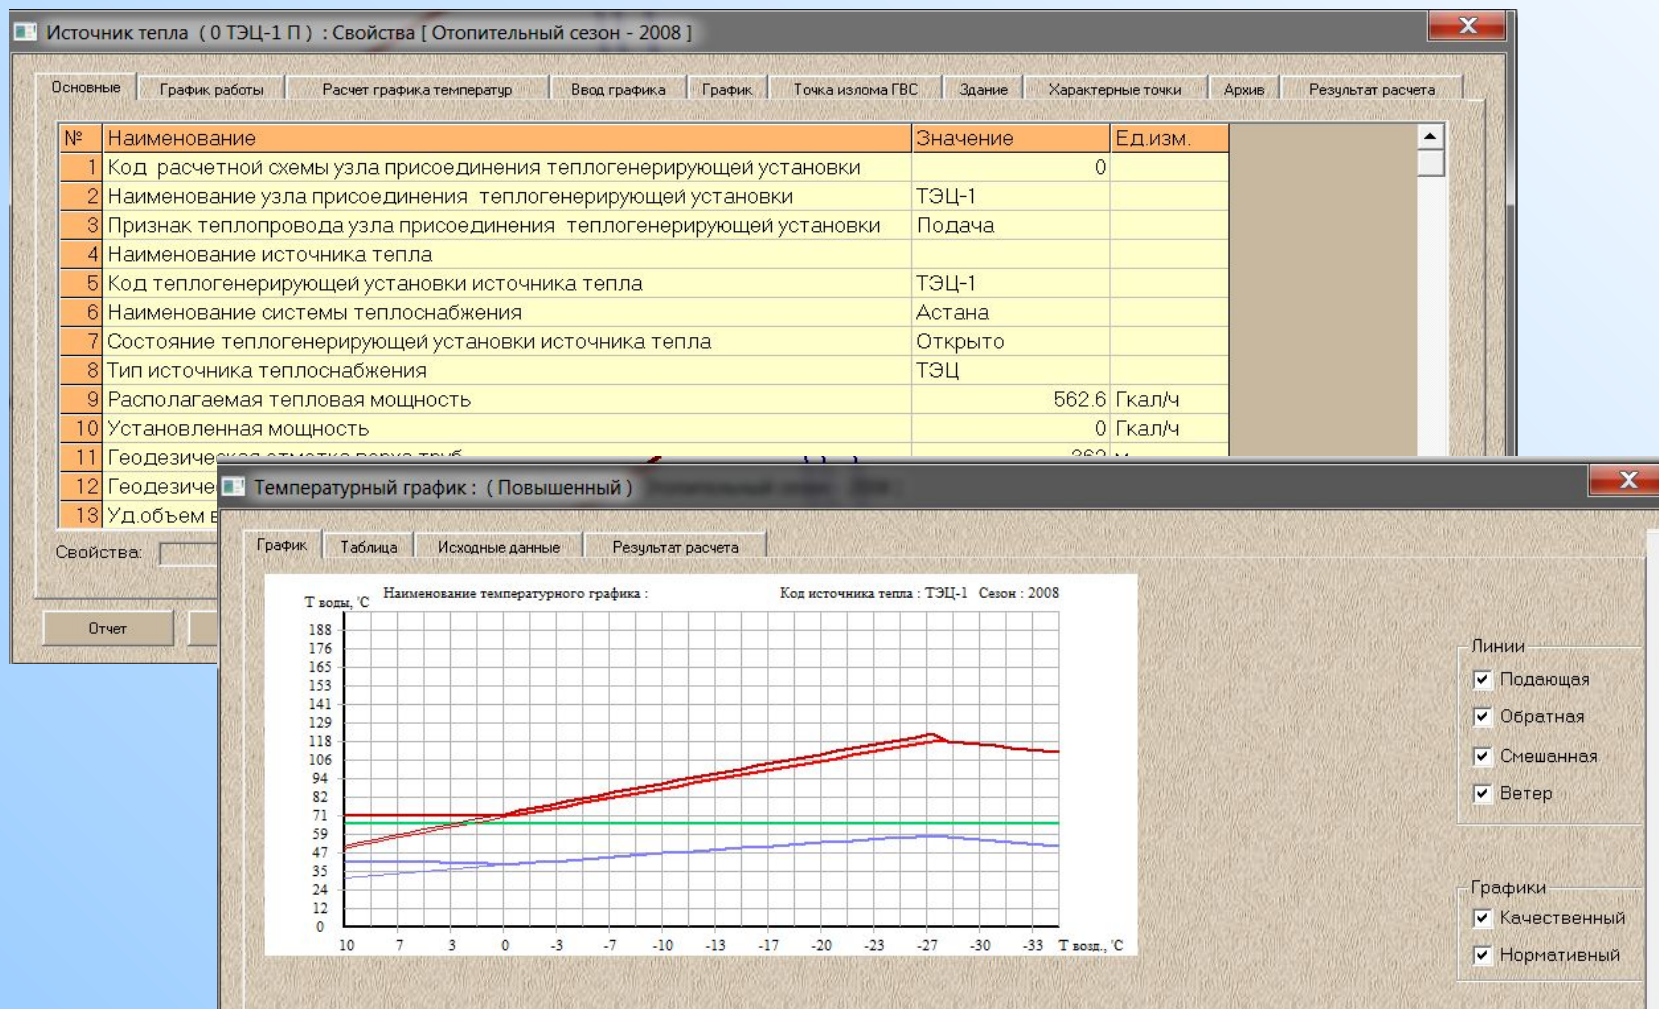 Источник тепла ( 0 ТЭЦ-1 П ) : Свойства [ Отопительный сезон - 2008 ]
Основные График работы Расчет графика температур Ввод графика График Точка излома ГВС Здание Характерные точки Архив Результат расчета
№ Наименование Значение Ед.изм.
1 Код расчетной схемы узла присоединения теплогенерирующей установки 0
2 Наименование узла присоединения теплогенерирующей установки ТЭЦ-1
3 Признак теплопровода узла присоединения теплогенерирующей установки Подача
4 Наименование источника тепла
5 Код теплогенерирующей установки источника тепла ТЭЦ-1
6 Наименование системы теплоснабжения Астана
7 Состояние теплогенерирующей установки источника тепла Открыто
8 Тип источника теплоснабжения ТЭЦ
9 Располагаемая тепловая мощность 562.6 Гкал/ч
10 Установленная мощность 0 Гкал/ч
11 Геодезическая отметка верха труб 362 м
12 Геодезиче
13 Уд.объем в
Свойства:
Отчет
Температурный график : ( Повышенный )
График Таблица Исходные данные Результат расчета
Т воды, 'С Наименование температурного графика : Код источника тепла : ТЭЦ-1 Сезон : 2008
188
176
165
153
141
129
118
106
94
82
71
59
47
35
24
12
0
10 7 3 0 -3 -7 -10 -13 -17 -20 -23 -27 -30 -33 Т возд., 'С
Линии
Подающая
Обратная
Смешанная
Ветер
Графики
Качественный
Нормативный